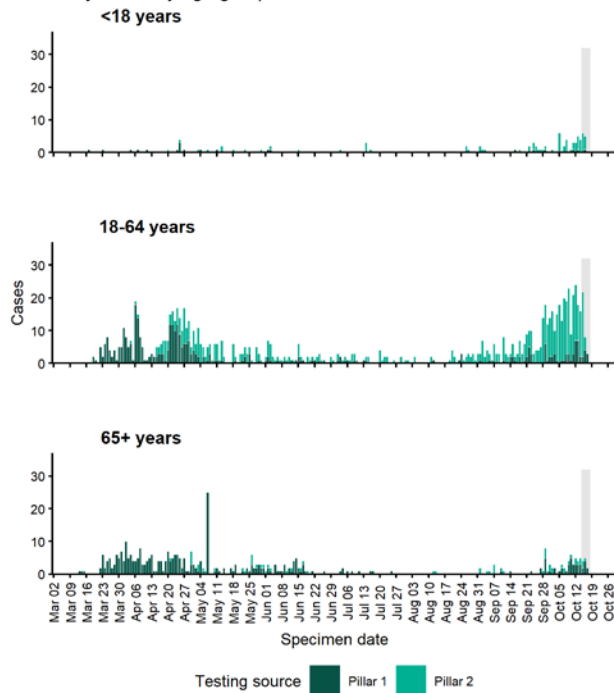 <18 years
30
20
10
0
18-64 years
30
20
10
0
Cases
65+ years
30
20
10
0
Mar 02
Mar 09
Mar 16
Mar 23
Mar 30
Apr 06
Apr 13
Apr 20
Apr 27
May 04
May 11
May 18
May 25
Jun 01
Jun 08
Jun 15
Jun 22
Jun 29
Jul 06
Jul 13
Jul 20
Jul 27
Aug 03
Aug 10
Aug 17
Aug 24
Aug 31
Sep 07
Sep 14
Sep 21
Sep 28
Oct 05
Oct 12
Oct 19
Oct 26
Specimen date
Testing source Pillar 1 Pillar 2